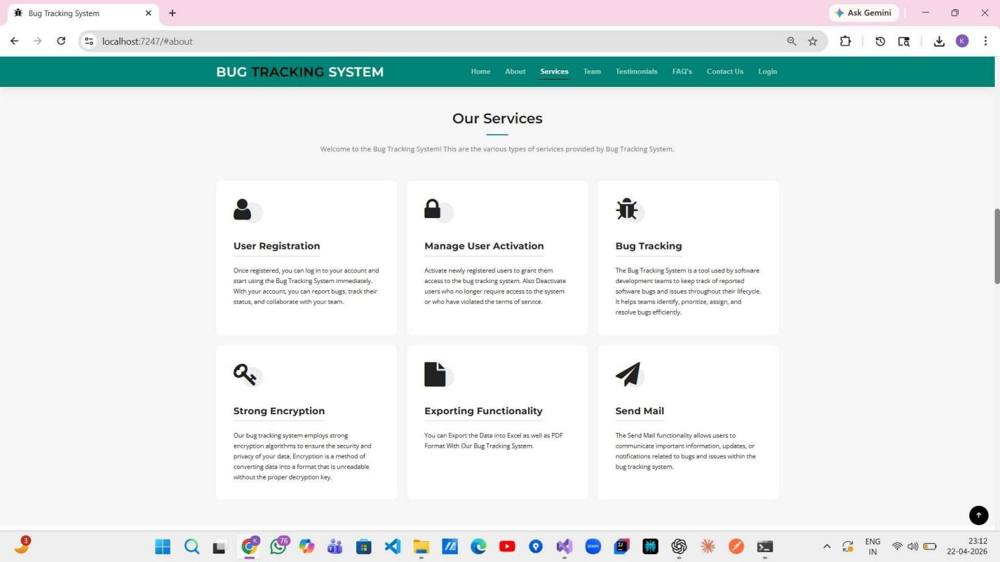 Bug Tracking System
Ask Gemini
localhost:7247/#about
K
BUG TRACKING SYSTEM
Home About Services Team Testimonials FAQ's Contact Us Login
Our Services
Welcome to the Bug Tracking System! This are the various types of serivices provided by Bug Tracking System.
User Registration
Once registered, you can log in to your account and
start using the Bug Tracking System immediately.
With your account, you can report bugs, track their
status, and collaborate with your team.
Manage User Activation
Activate newly registered users to grant them
access to the bug tracking system. Also Deactivate
users who no longer require access to the system
or who have violated the terms of service.
Bug Tracking
The Bug Tracking System is a tool used by software
development teams to keep track of reported
software bugs and issues throughout their lifecycle.
It helps teams identify, prioritize, assign, and
resolve bugs efficiently.
Strong Encryption
Our bug tracking system employs strong
encryption algorithms to ensure the security and
privacy of your data. Encryption is a method of
converting data into a format that is unreadable
without the proper decryption key.
Exporting Functionality
You can Export the Data into Excel as well as PDF
Format With Our Bug Tracking System.
Send Mail
The Send Mail functionality allows users to
communicate important information, updates, or
notifications related to bugs and issues within the
bug tracking system.
3
K
76
zoom
ENG
IN
23:12
22-04-2026